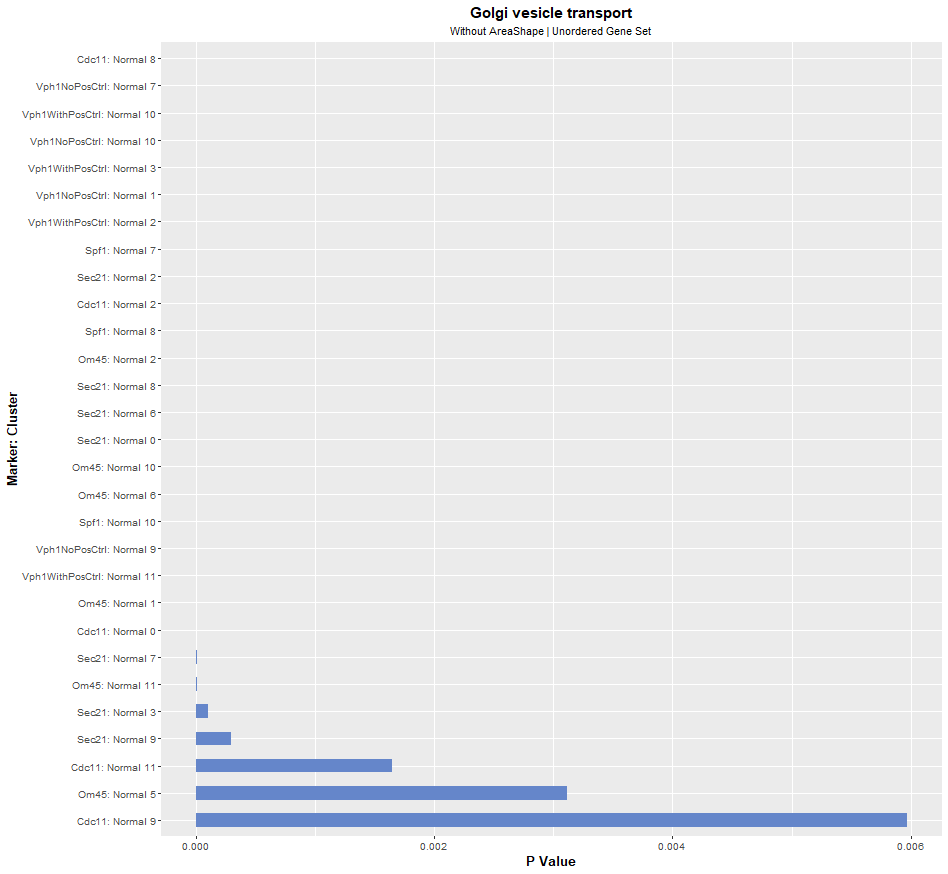 Golgi vesicle transport
Without AreaShape | Unordered Gene Set
Marker: Cluster
Cdc11: Normal 8
Vph1NoPosCtrl: Normal 7
Vph1WithPosCtrl: Normal 10
Vph1NoPosCtrl: Normal 10
Vph1WithPosCtrl: Normal 3
Vph1NoPosCtrl: Normal 1
Vph1WithPosCtrl: Normal 2
Spf1: Normal 7
Sec21: Normal 2
Cdc11: Normal 2
Spf1: Normal 8
Om45: Normal 2
Sec21: Normal 8
Sec21: Normal 6
Sec21: Normal 0
Om45: Normal 10
Om45: Normal 6
Spf1: Normal 10
Vph1NoPosCtrl: Normal 9
Vph1WithPosCtrl: Normal 11
Om45: Normal 1
Cdc11: Normal 0
Sec21: Normal 7
Om45: Normal 11
Sec21: Normal 3
Sec21: Normal 9
Cdc11: Normal 11
Om45: Normal 5
Cdc11: Normal 9
0.000 0.002 0.004 0.006
P Value